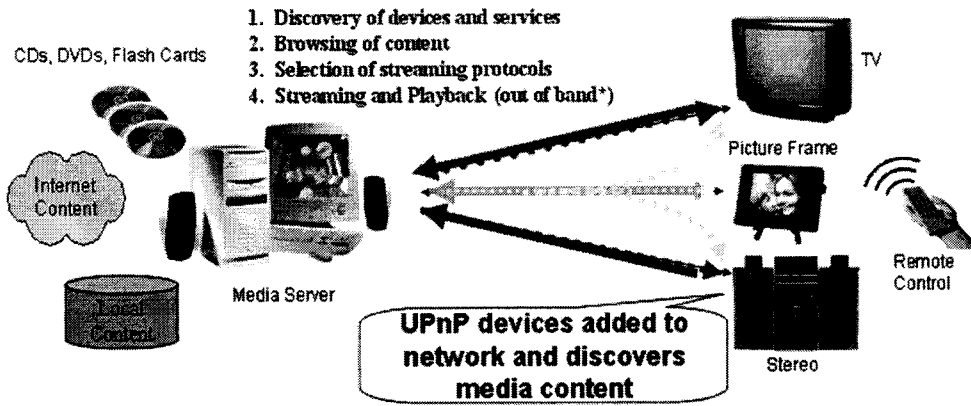 1. Discovery of devices and services
2. Browsing of content
3. Selection of streaming protocols
4. Streaming and Playback (out of band*)
CDs, DVDs, Flash Cards
Internet
Content
Local
Content
Media Server
TV
Picture Frame
Remote
Control
Stereo
UPnP devices added to
network and discovers
media content